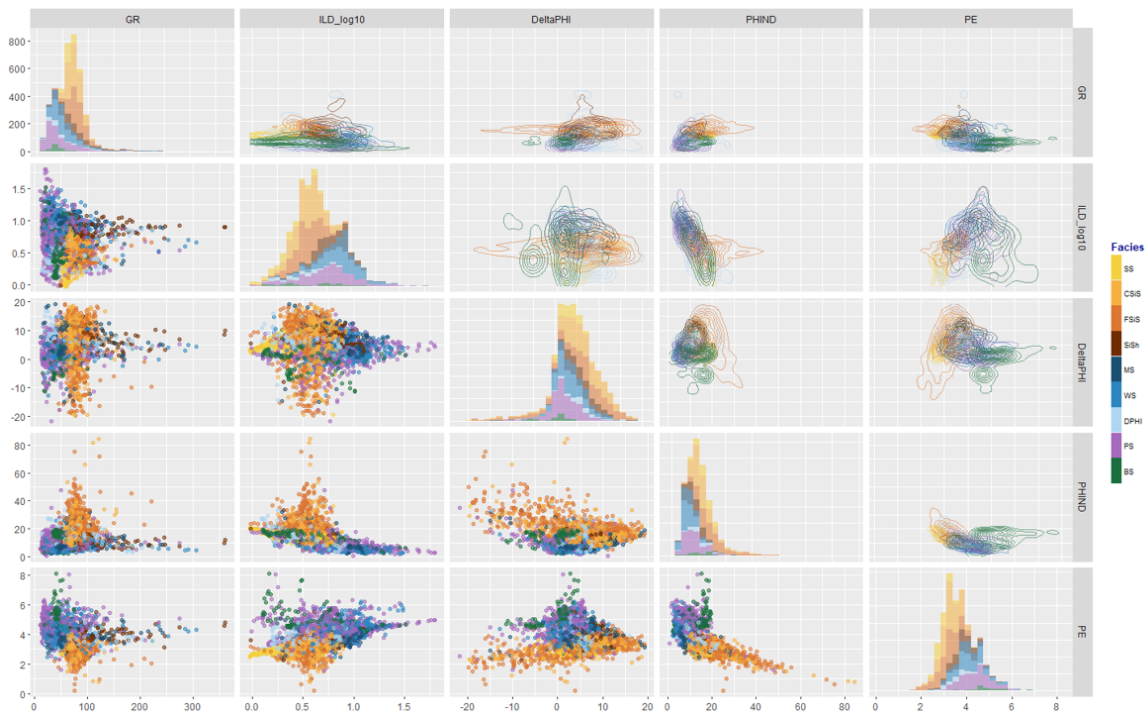 GR ILD_log10 DeltaPHI PHIND PE
800
600
400
200
0
GR
1.5
1.0
0.5
0.0
ILD_log10
20
10
0
-10
-20
DeltaPHI
80
60
40
20
0
PHIND
8
6
4
2
0
PE
0 100 200 300 0.0 0.5 1.0 1.5 -20 -10 0 10 20 0 20 40 60 80 0 2 4 6 8
Facies
SS
CSiS
FSiS
SiSh
MS
WS
DPHI
PS
BS